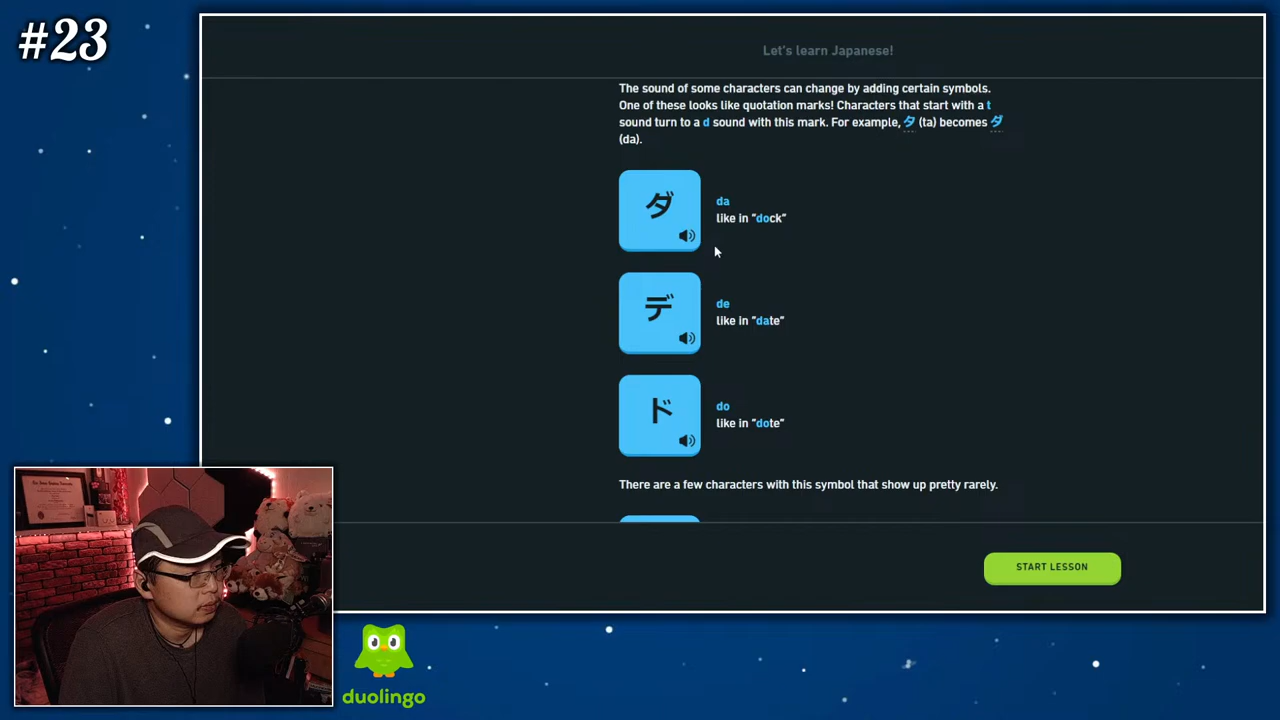 #23
Let's learn Japanese!
The sound of some characters can change by adding certain symbols.
One of these looks like quotation marks! Characters that start with a t
sound turn to a d sound with this mark. For example, タ (ta) becomes ダ
(da).
ダ
da
like in "dock"
デ
de
like in "date"
ド
do
like in "dote"
There are a few characters with this symbol that show up pretty rarely.
START LESSON
duolingo